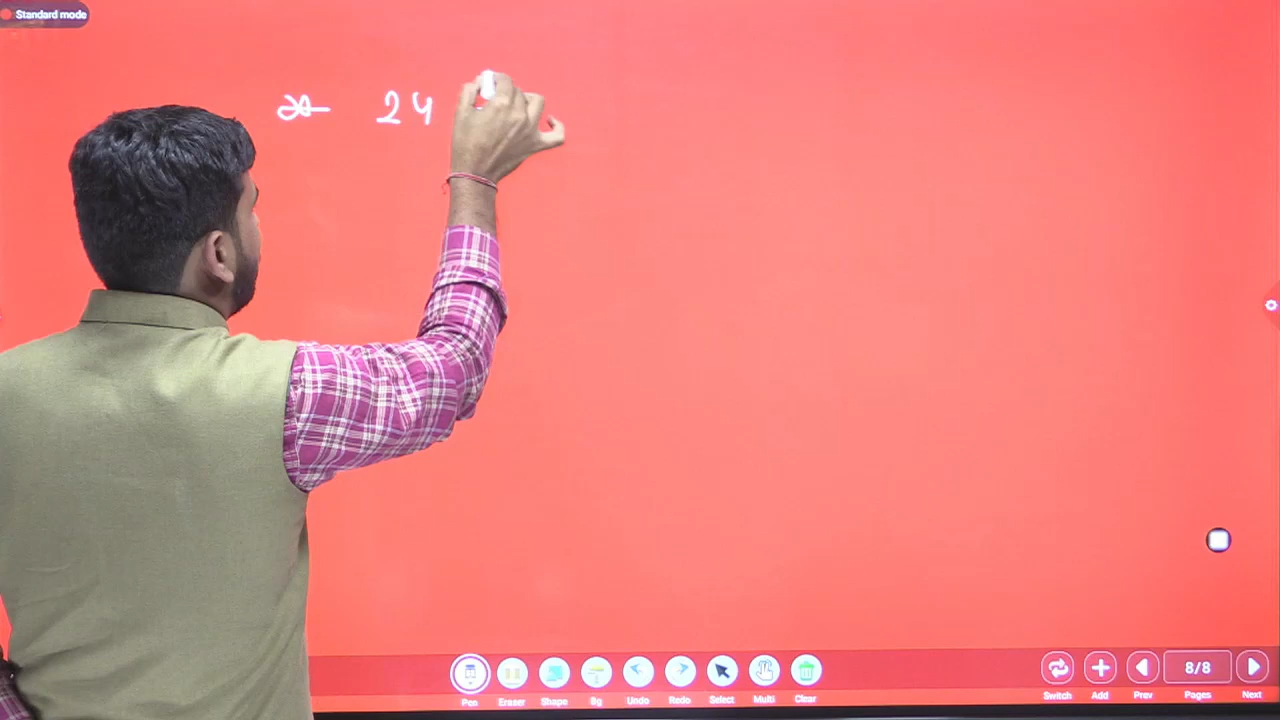 Standard mode
24
Pen Eraser Shape Bg Undo Redo Select Multi Clear Switch Add Prev 8/8 Pages Next